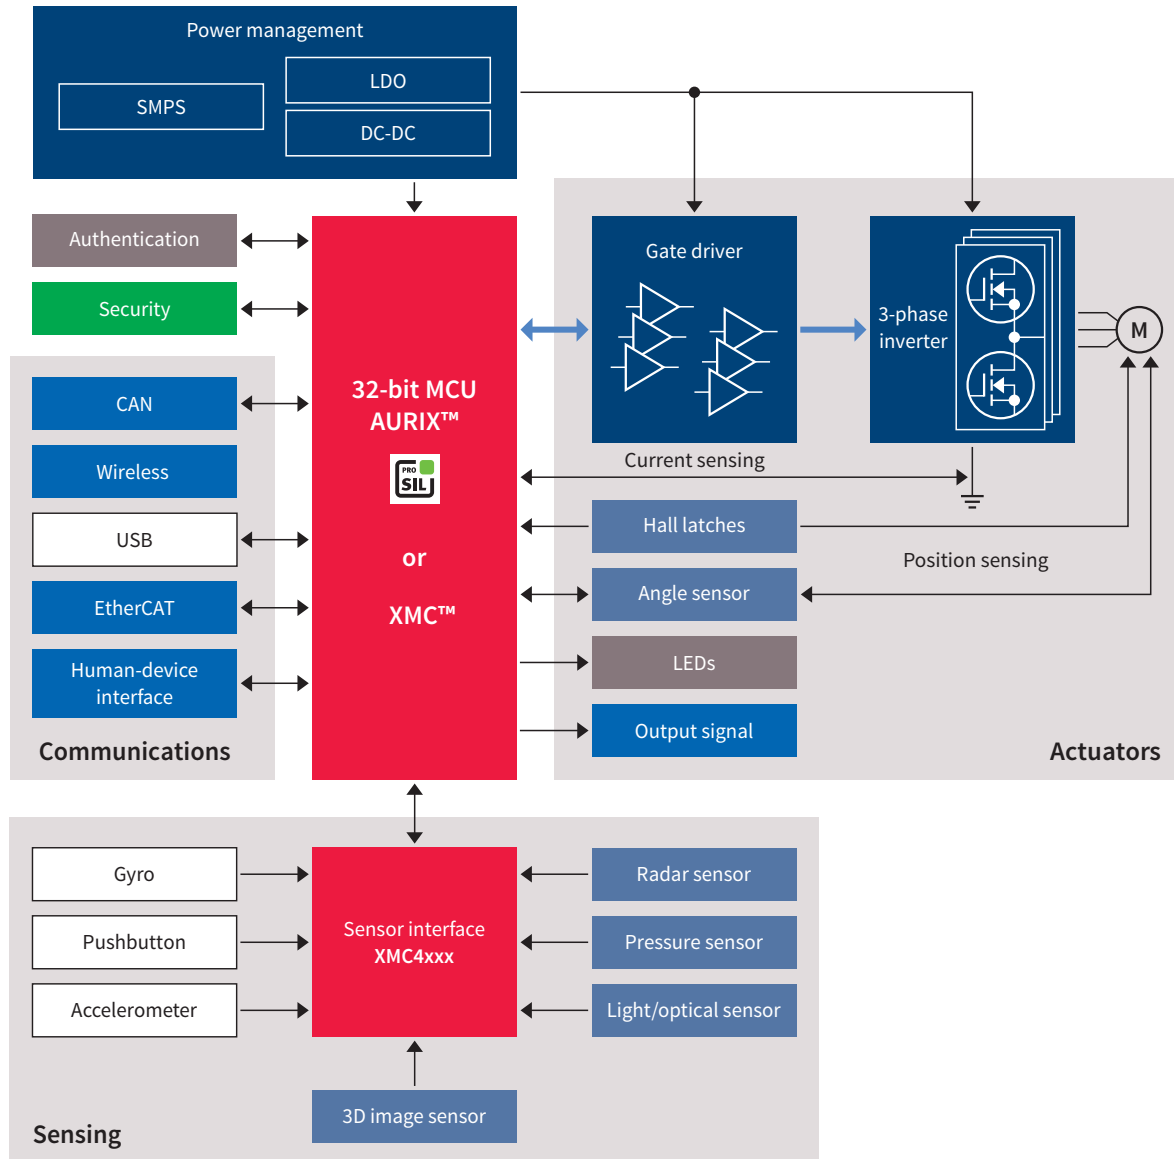 Power management
SMPS
LDO
DC-DC
Authentication
Security
CAN
Wireless
USB
EtherCAT
Human-device
interface
Communications
32-bit MCU
AURIX™
PRO
SIL
or
XMC™
Gate driver
3-phase
inverter
M
Current sensing
Hall latches
Position sensing
Angle sensor
LEDs
Output signal
Actuators
Gyro
Pushbutton
Accelerometer
Sensor interface
XMC4xxx
Radar sensor
Pressure sensor
Light/optical sensor
3D image sensor
Sensing